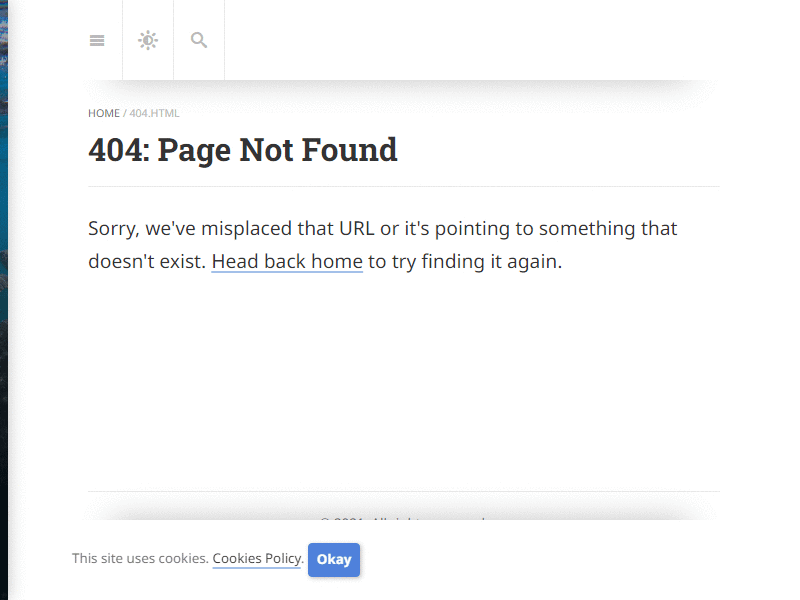 HOME / 404.HTML
404: Page Not Found
Sorry, we've misplaced that URL or it's pointing to something that
doesn't exist. Head back home to try finding it again.
This site uses cookies. Cookies Policy. Okay